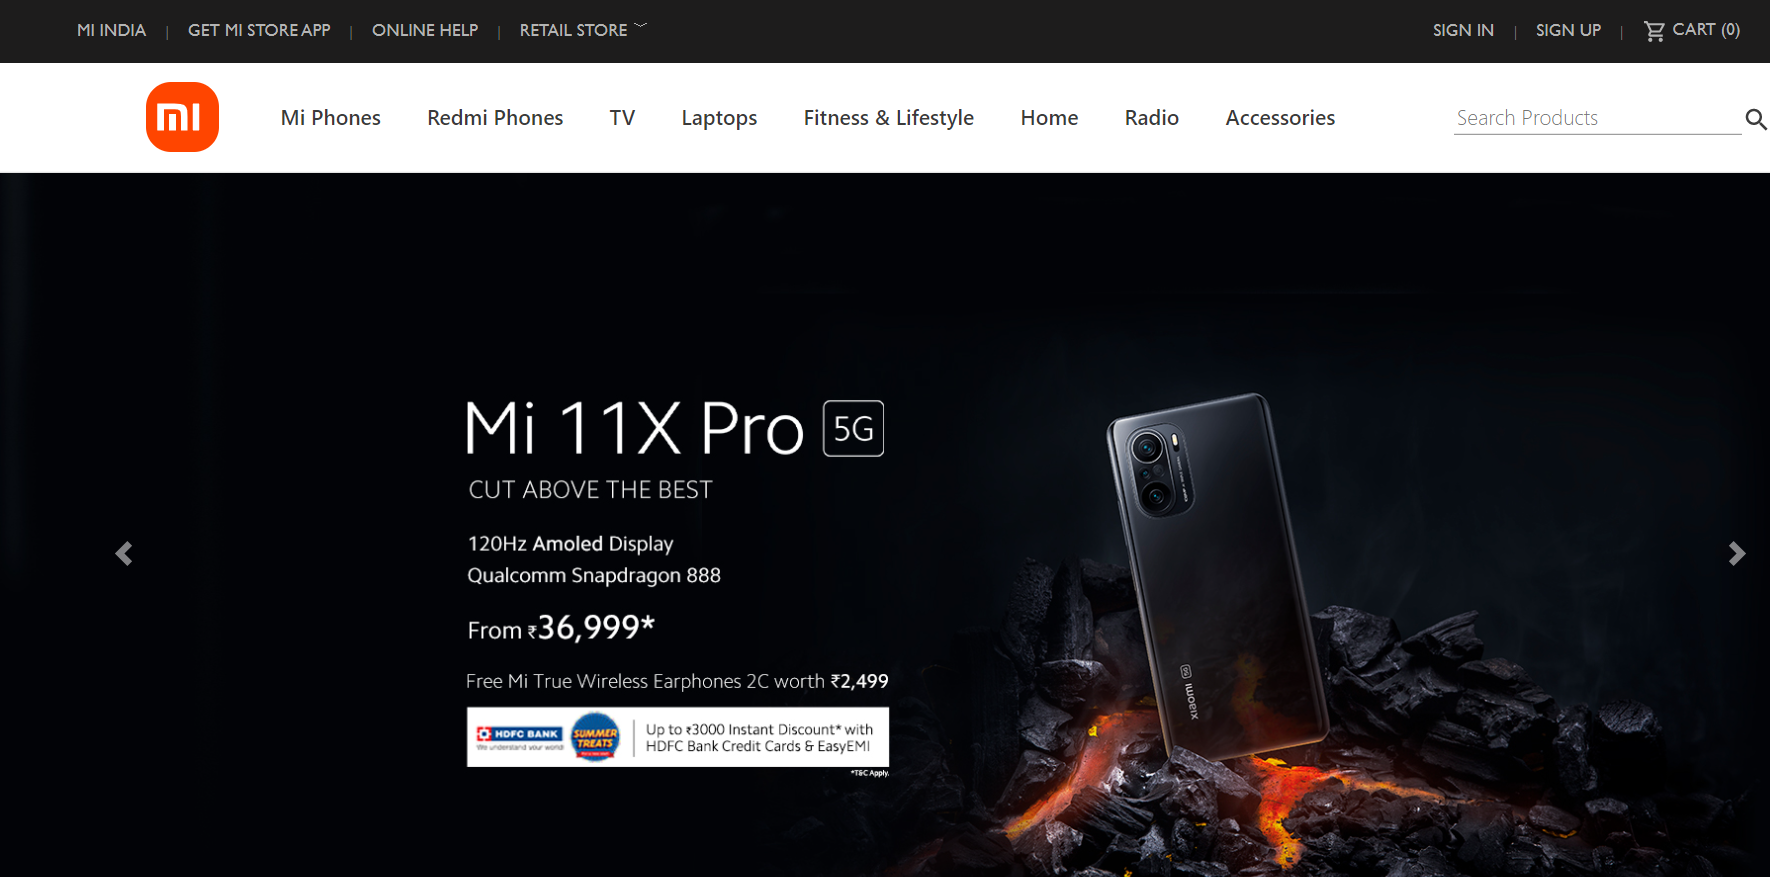 MI INDIA | GET MI STORE APP | ONLINE HELP | RETAIL STORE
SIGN IN | SIGN UP | CART (0)
mi
Mi Phones Redmi Phones TV Laptops Fitness & Lifestyle Home Radio Accessories
Search Products
Mi 11X Pro 5G
CUT ABOVE THE BEST
120Hz Amoled Display
Qualcomm Snapdragon 888
From ₹36,999*
Free Mi True Wireless Earphones 2C worth ₹2,499
HDFC BANK
We understand your world
SUMMER
TREATS
Up to ₹3000 Instant Discount* with
HDFC Bank Credit Cards & EasyEMI
*T&C Apply.
XIAOMI